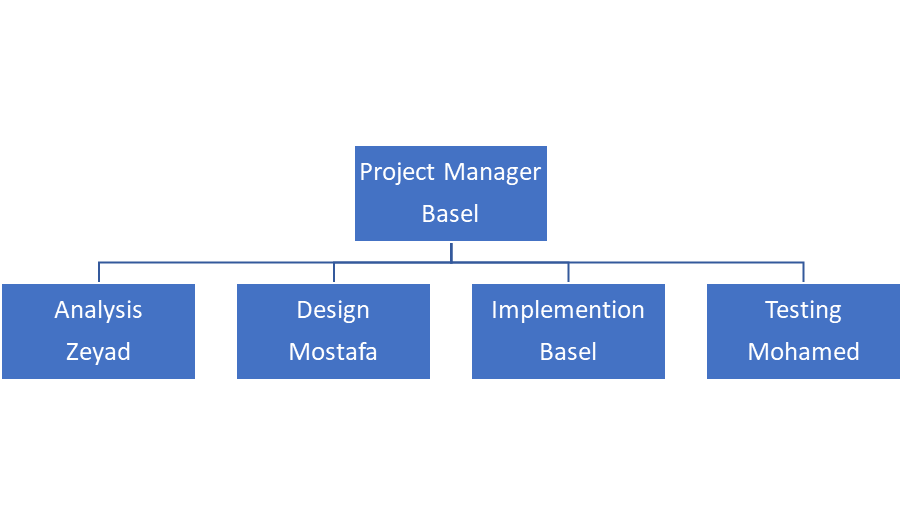 Project Manager
Basel
Analysis
Zeyad
Design
Mostafa
Implemention
Basel
Testing
Mohamed